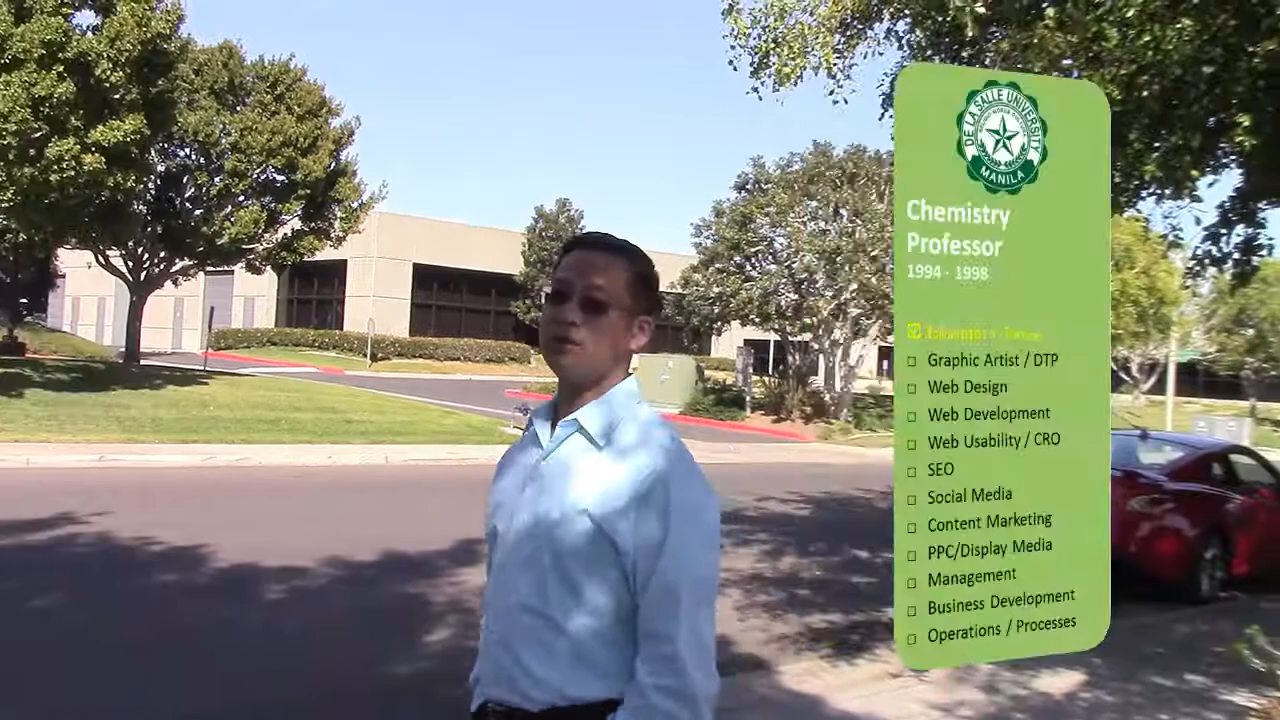 DE LA SALLE UNIVERSITY
MANILA
Chemistry
Professor
1994 - 1998
Graphic Artist / DTP
Web Design
Web Development
Web Usability / CRO
SEO
Social Media
Content Marketing
PPC/Display Media
Management
Business Development
Operations / Processes